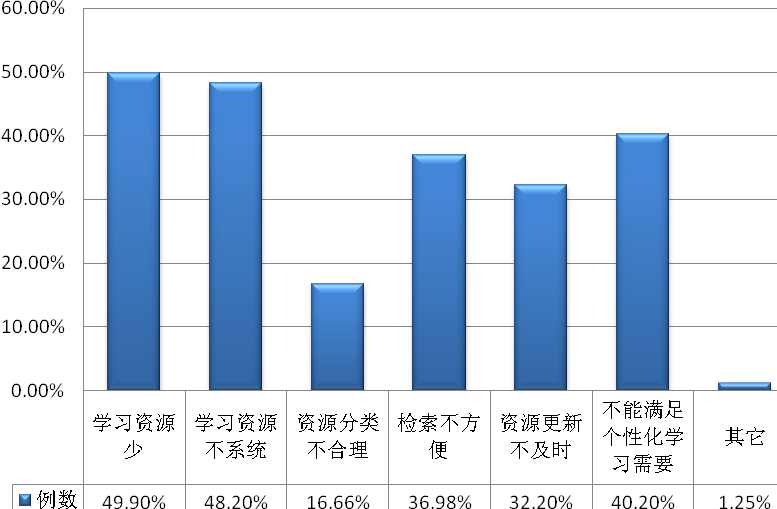 60.00%
50.00%
40.00%
30.00%
20.00%
10.00%
0.00%
学习资源
少
学习资源
不系统
资源分类
不合理
检索不方
便
资源更新
不及时
不能满足
个性化学
习需要
其它
例数 49.90% 48.20% 16.66% 36.98% 32.20% 40.20% 1.25%